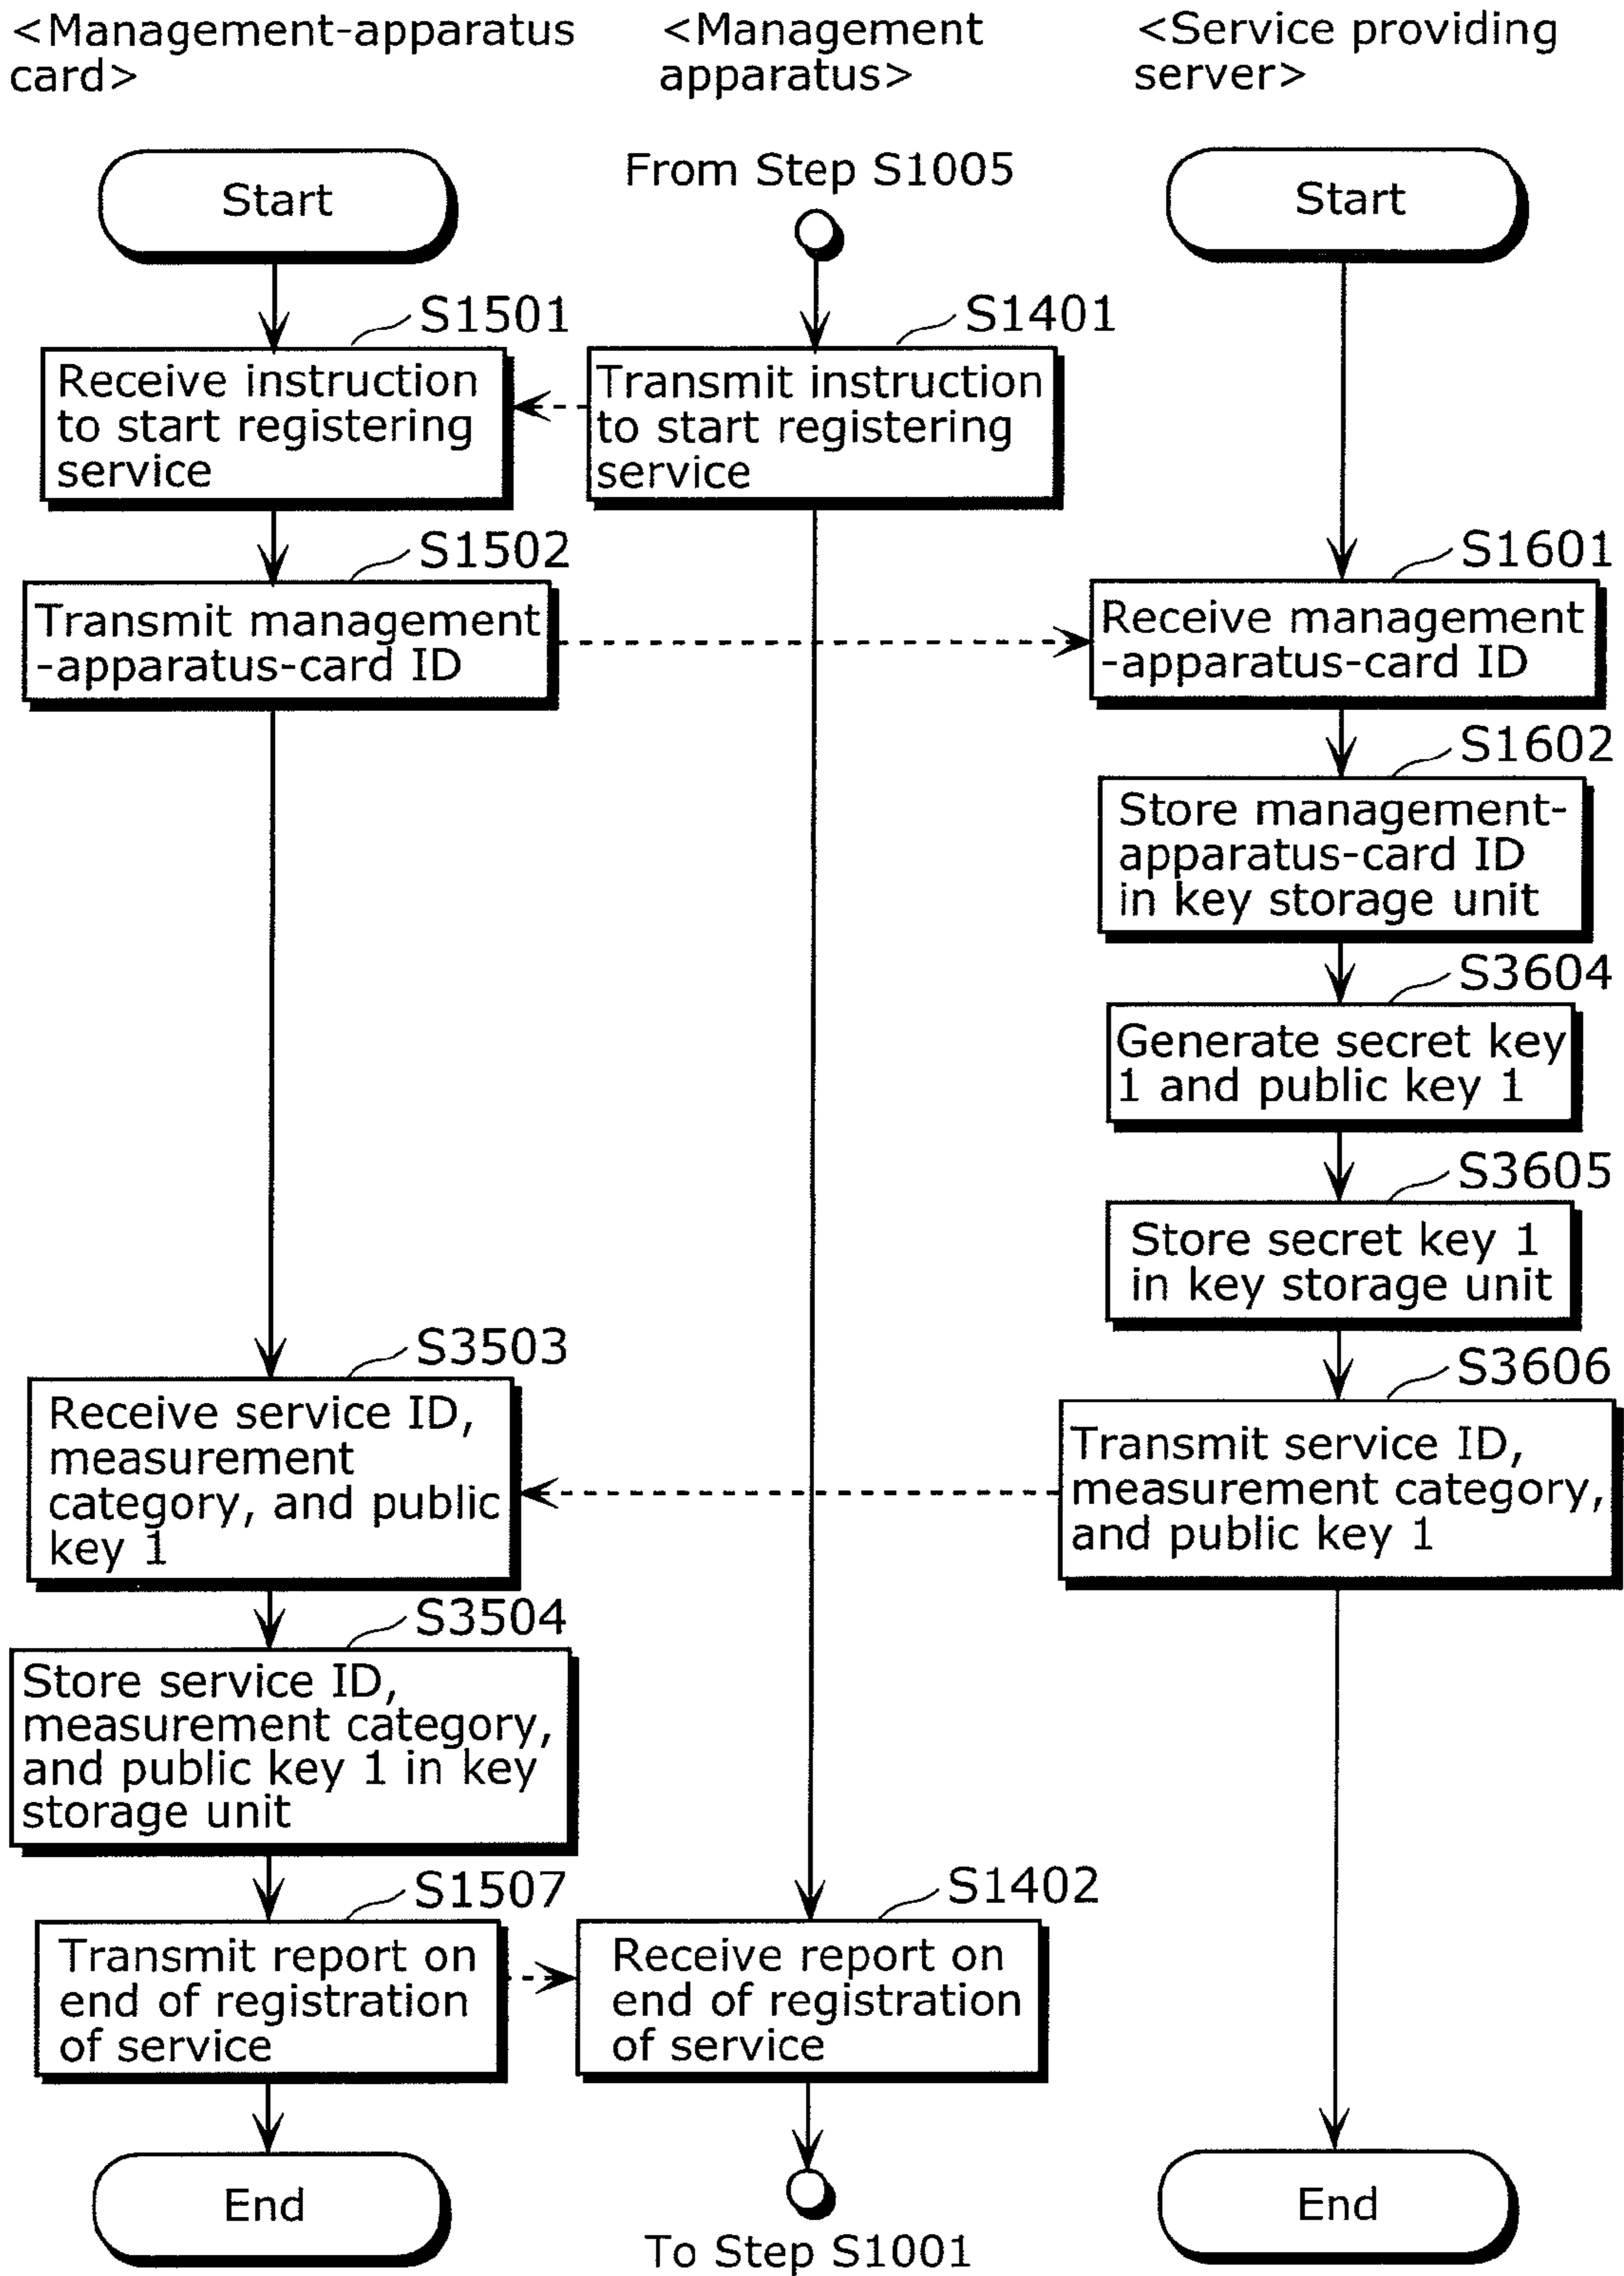 <Management-apparatus
card>
<Management
apparatus>
<Service providing
server>
Start
From Step S1005
Start
S1501
Receive instruction
to start registering
service
S1401
Transmit instruction
to start registering
service
S1502
Transmit management
-apparatus-card ID
S1601
Receive management
-apparatus-card ID
S1602
Store management-
apparatus-card ID
in key storage unit
S3604
Generate secret key
1 and public key 1
S3605
Store secret key 1
in key storage unit
S3503
Receive service ID,
measurement
category, and public
key 1
S3606
Transmit service ID,
measurement category,
and public key 1
S3504
Store service ID,
measurement category,
and public key 1 in key
storage unit
S1507
Transmit report on
end of registration
of service
S1402
Receive report on
end of registration
of service
End
To Step S1001
End